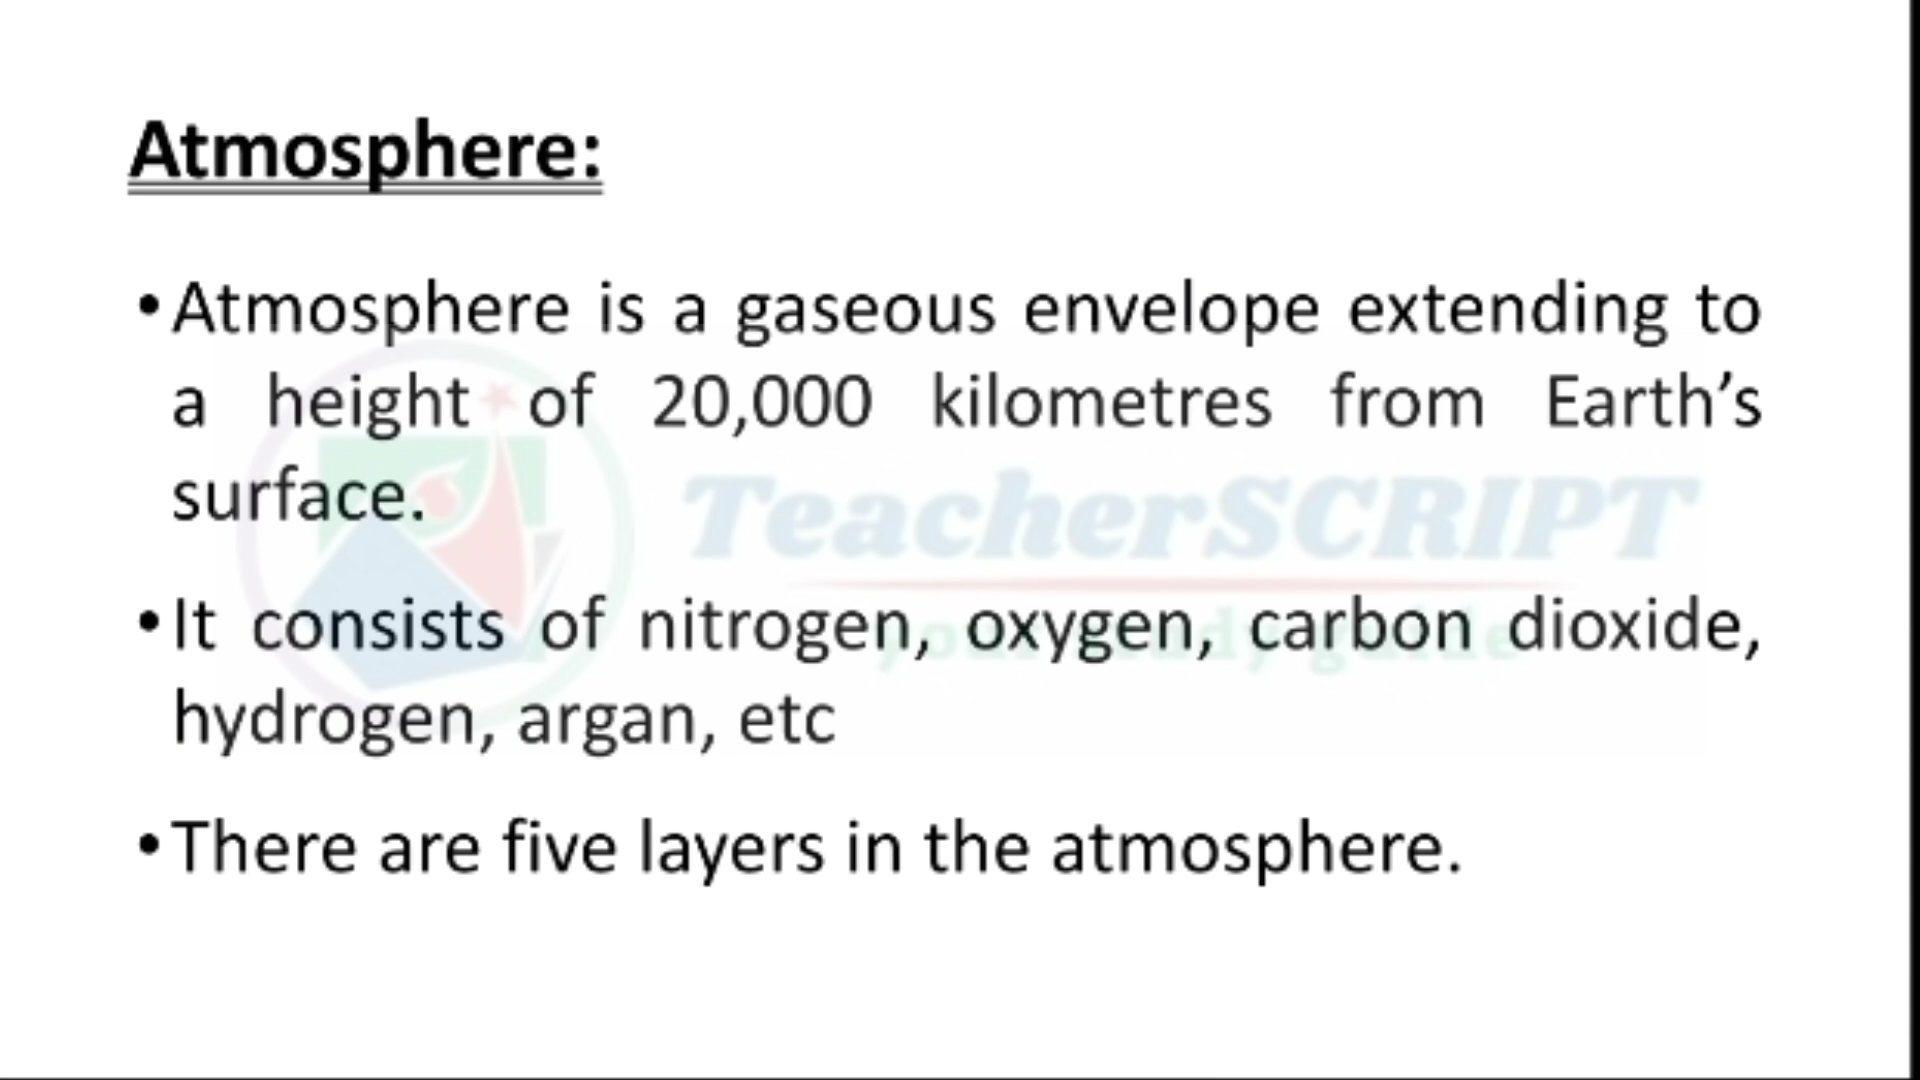 Atmosphere:
•Atmosphere is a gaseous envelope extending to
a height of 20,000 kilometres from Earth’s
surface.
TeacherSCRIPT
•It consists of nitrogen, oxygen, carbon dioxide,
hydrogen, argan, etc
•There are five layers in the atmosphere.